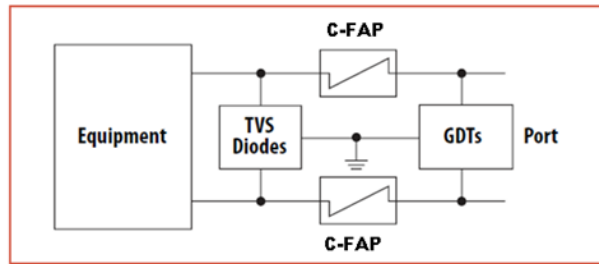 C-FAP
Equipment
TVS
Diodes
GDTs
Port
C-FAP